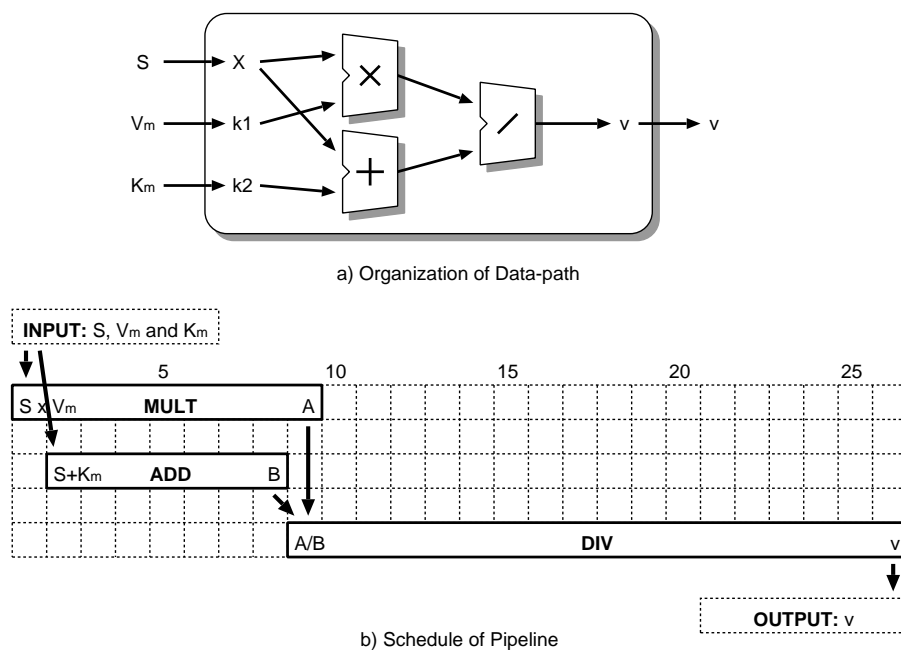 S X
Vm k1 v v
Km k2
a) Organization of Data-path
INPUT: S, Vm and Km
5 10 15 20 25
S x Vm MULT A
S+Km ADD B
A/B DIV v
OUTPUT: v
b) Schedule of Pipeline